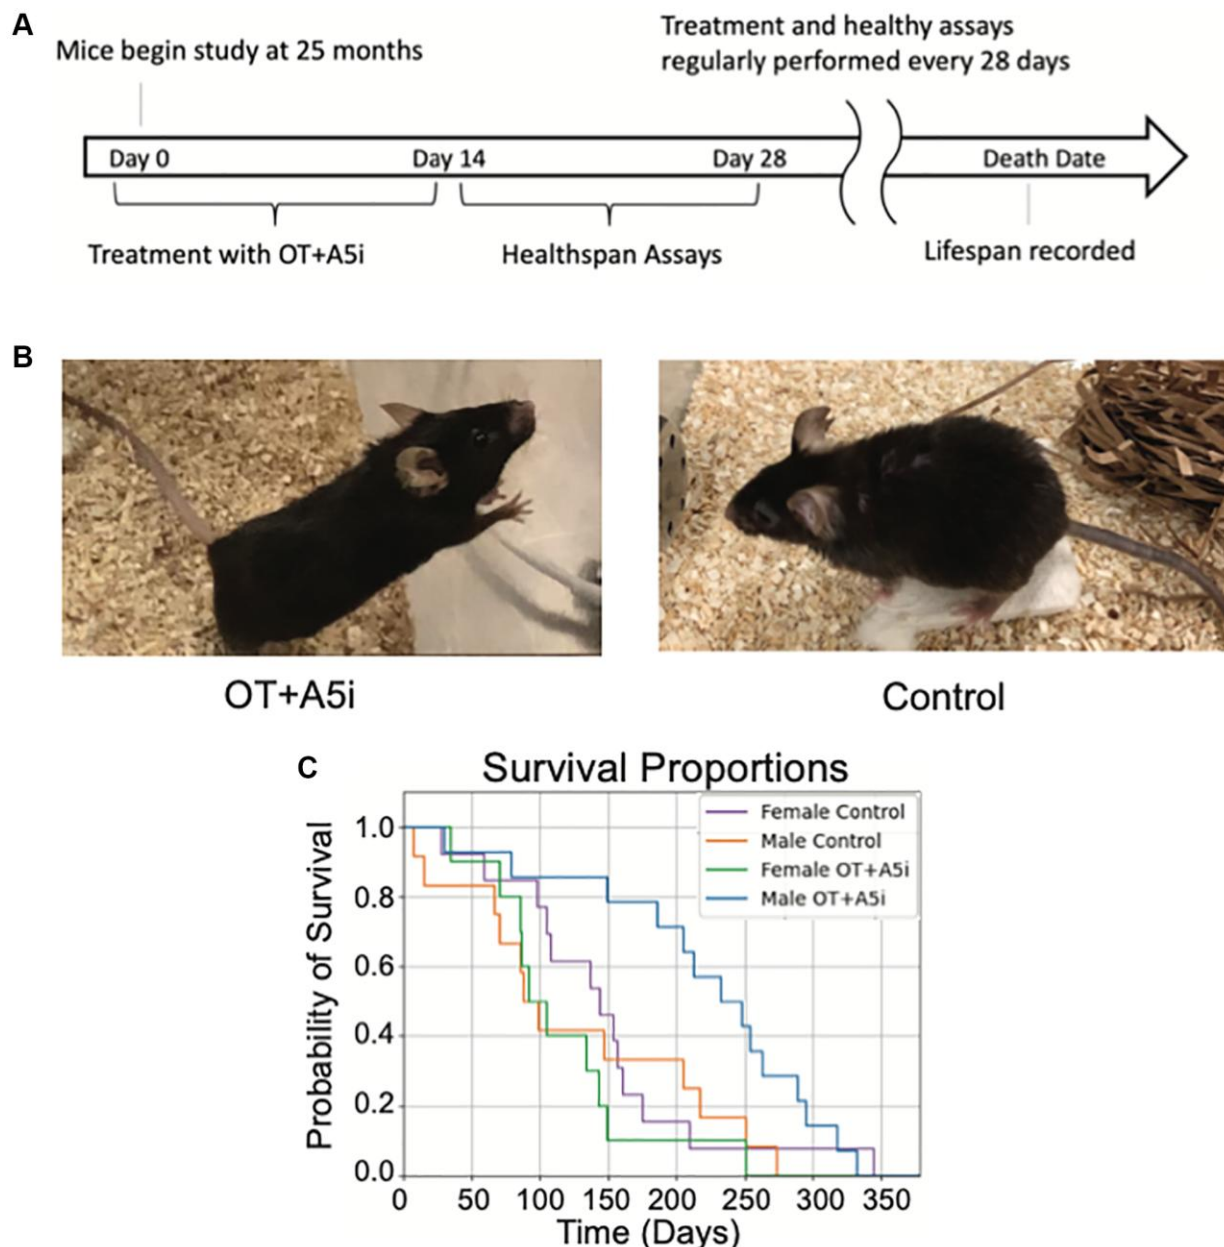 A
Mice begin study at 25 months
Treatment and healthy assays
regularly performed every 28 days
Day 0
Day 14
Day 28
Death Date
Treatment with OT+A5i
Healthspan Assays
Lifespan recorded
B
OT+A5i
Control
C
Survival Proportions
Probability of Survival
1.0
0.8
0.6
0.4
0.2
0.0
Female Control
Male Control
Female OT+A5i
Male OT+A5i
0 50 100 150 200 250 300 350
Time (Days)